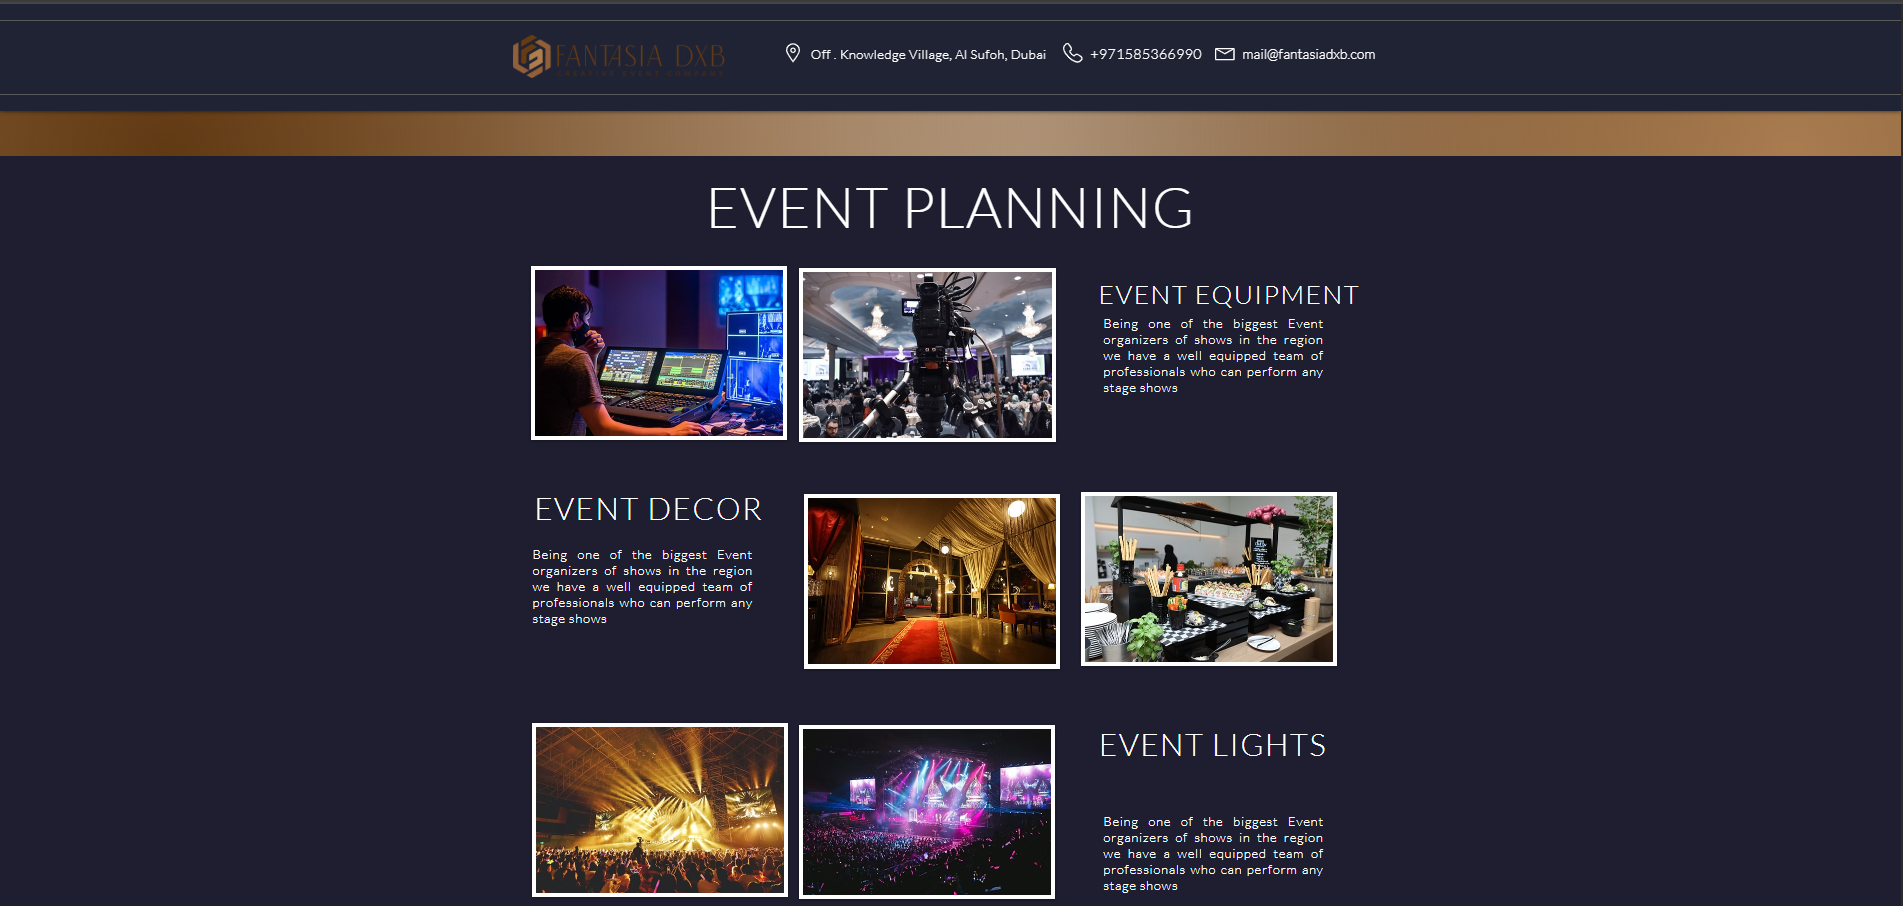 FANTASIA DXB
CREATIVE EVENT COMPANY
Off . Knowledge Village, Al Sufoh, Dubai
+971585366990
mail@fantasiadxb.com
EVENT PLANNING
EVENT EQUIPMENT
Being one of the biggest Event
organizers of shows in the region
we have a well equipped team of
professionals who can perform any
stage shows
EVENT DECOR
Being one of the biggest Event
organizers of shows in the region
we have a well equipped team of
professionals who can perform any
stage shows
EVENT LIGHTS
Being one of the biggest Event
organizers of shows in the region
we have a well equipped team of
professionals who can perform any
stage shows